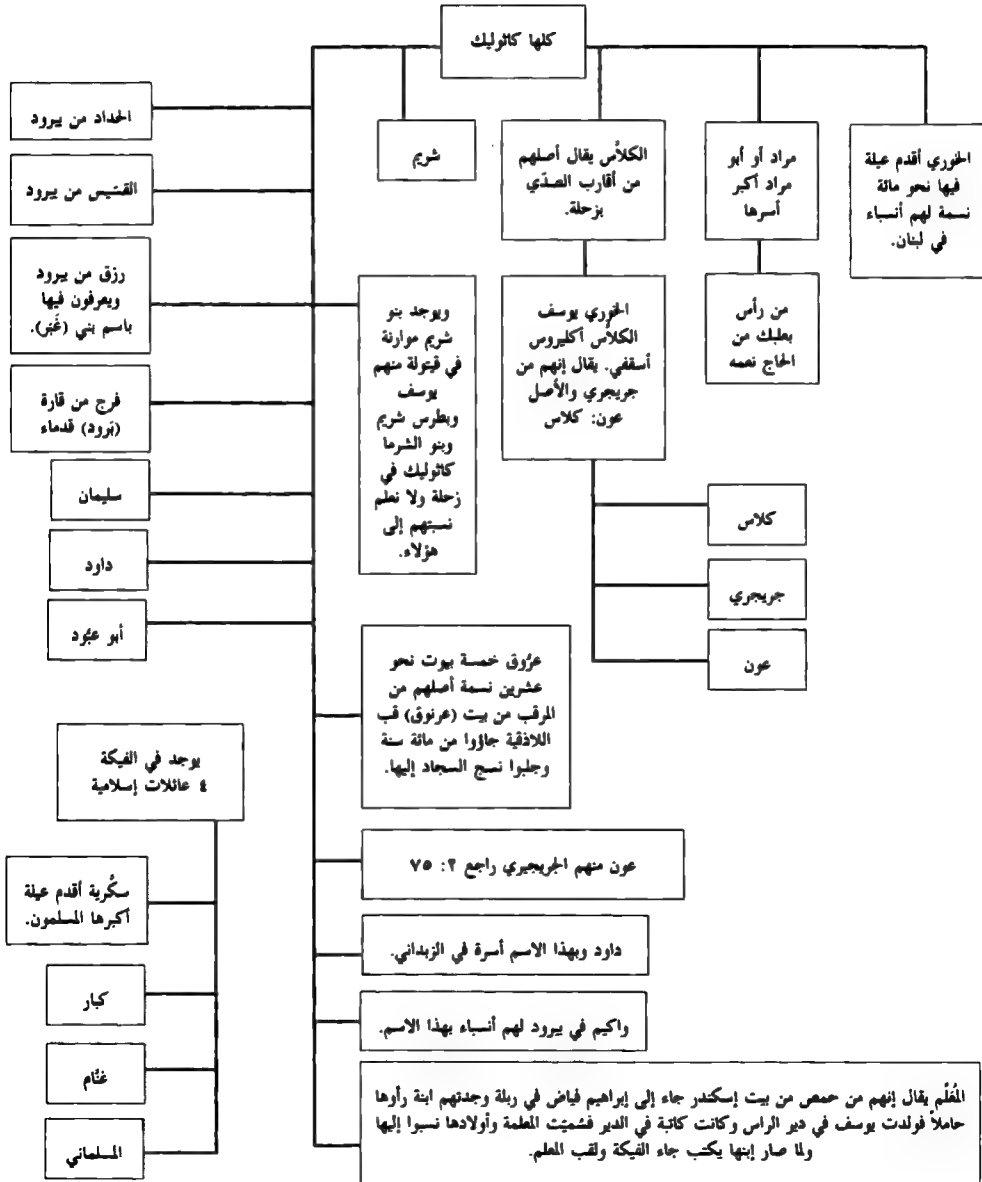 كلها كاثوليك
الخوري أقدم عيلة
فيها نحو مائة
نسمة لهم أنسباء
في لبنان.
مراد أو أبو
مراد أكبر
أسرها
من رأس
بعلبك من
الحاج نعمه
الكلاّس يقال أصلهم
من أقارب الصدّي
بزحلة.
الخوري يوسف
الكلاّس اكليروس
أسقفي. يقال إنهم من
جريجري والأصل
عون: كلاس
كلاس
جريجري
عون
شريم
ويوجد بنو
شريم موارنة
في قيتولة منهم
يوسف
وبطرس شريم
وبنو الشرما
كاثوليك في
زحلة ولا نعلم
نسبتهم إلى
هؤلاء.
الحداد من يبرود
القسّيس من يبرود
رزق من يبرود
ويعرفون فيها
باسم بني (غَبَر).
فرج من قارة
(يَرود) قدماء
سليمان
داود
أبو عبّود
عرّوق خمسة بيوت نحو
عشرين نسمة أصلهم من
المرقب من بيت (عرنوق) قب
اللاذقية جاؤوا من مائة سنة
وجلبوا نسج السجاد إليها.
عون منهم الجريجيري راجع ٢: ٧٥
داود وبهذا الاسم أسرة في الزبداني.
واكيم في يبرود لهم أنسباء بهذا الاسم.
المُعَلَّم يقال إنهم من حمص من بيت إسكندر جاء إلى إبراهيم فياض في ربلة وجدتهم ابنة رأوها
حاملاً فولدت يوسف في دير الراس وكانت كاتبة في الدير فسُميّت المعلمة وأولادها نسبوا إليها
ولما صار إبنها يكتب جاء الفيكة ولقب المعلم.
يوجد في الفيكة
٤ عائلات إسلامية
سكّرية أقدم عيلة
أكبرها المسلمون.
كبار
غنّام
المسلماني